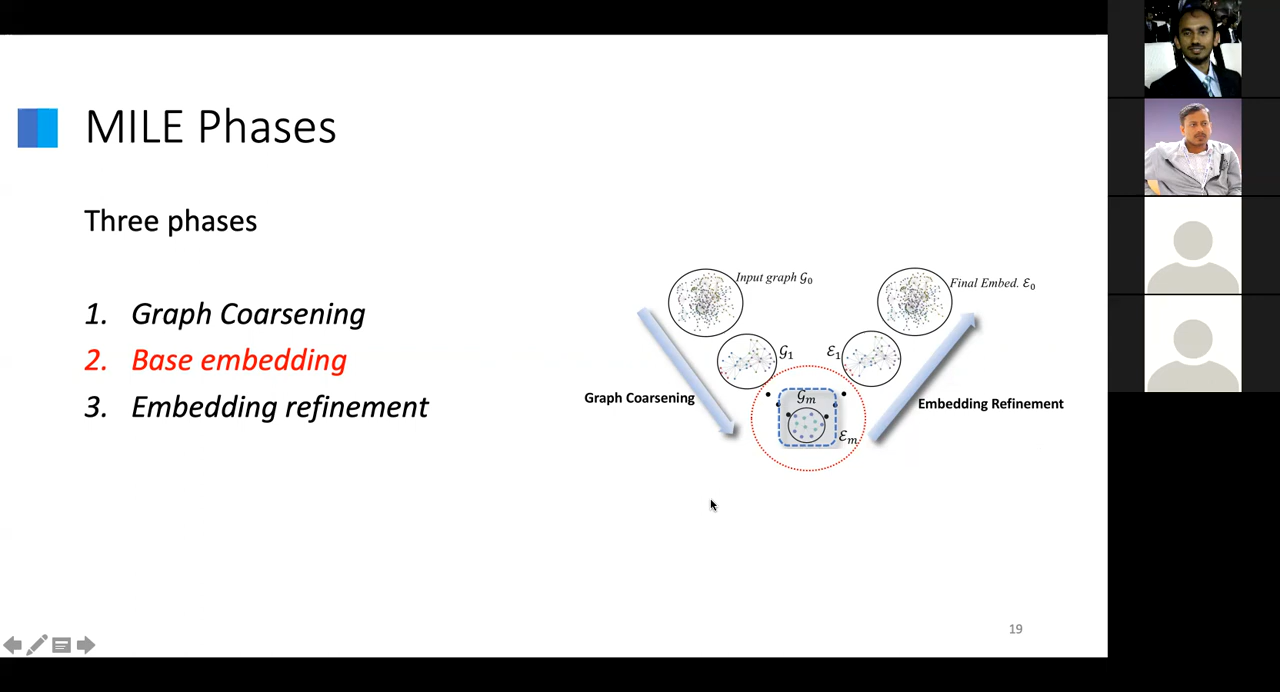 MILE Phases
Three phases
1. Graph Coarsening
2. Base embedding
3. Embedding refinement
Input graph 𝒢₀
Final Embed. ℰ₀
𝒢₁
ℰ₁
Graph Coarsening
𝒢ₘ
Embedding Refinement
ℰₘ
19